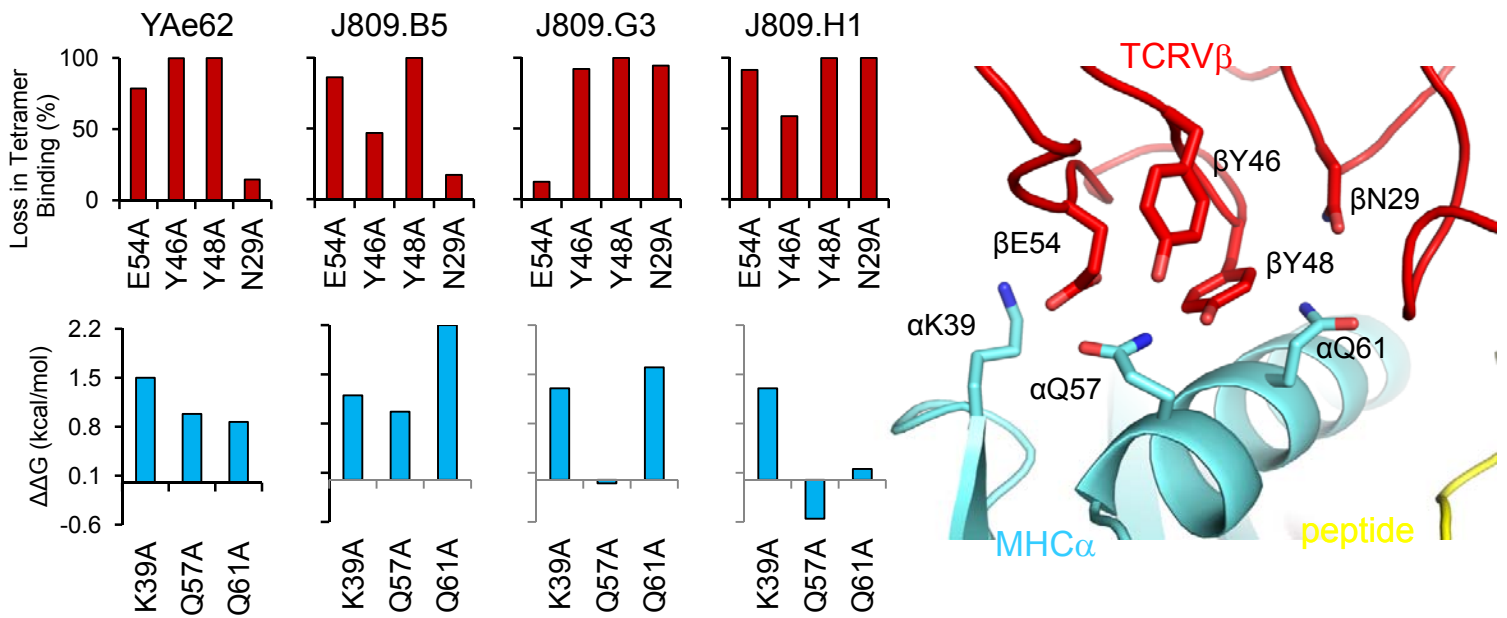 YAe62
J809.B5
J809.G3
J809.H1
Loss in Tetramer
Binding (%)
100
50
0
E54A
Y46A
Y48A
N29A
E54A
Y46A
Y48A
N29A
E54A
Y46A
Y48A
N29A
E54A
Y46A
Y48A
N29A
ΔΔG (kcal/mol)
2.2
1.5
0.8
0.1
-0.6
K39A
Q57A
Q61A
K39A
Q57A
Q61A
K39A
Q57A
Q61A
K39A
Q57A
Q61A
TCRVβ
βY46
βN29
βE54
βY48
αK39
αQ61
αQ57
MHCα
peptide